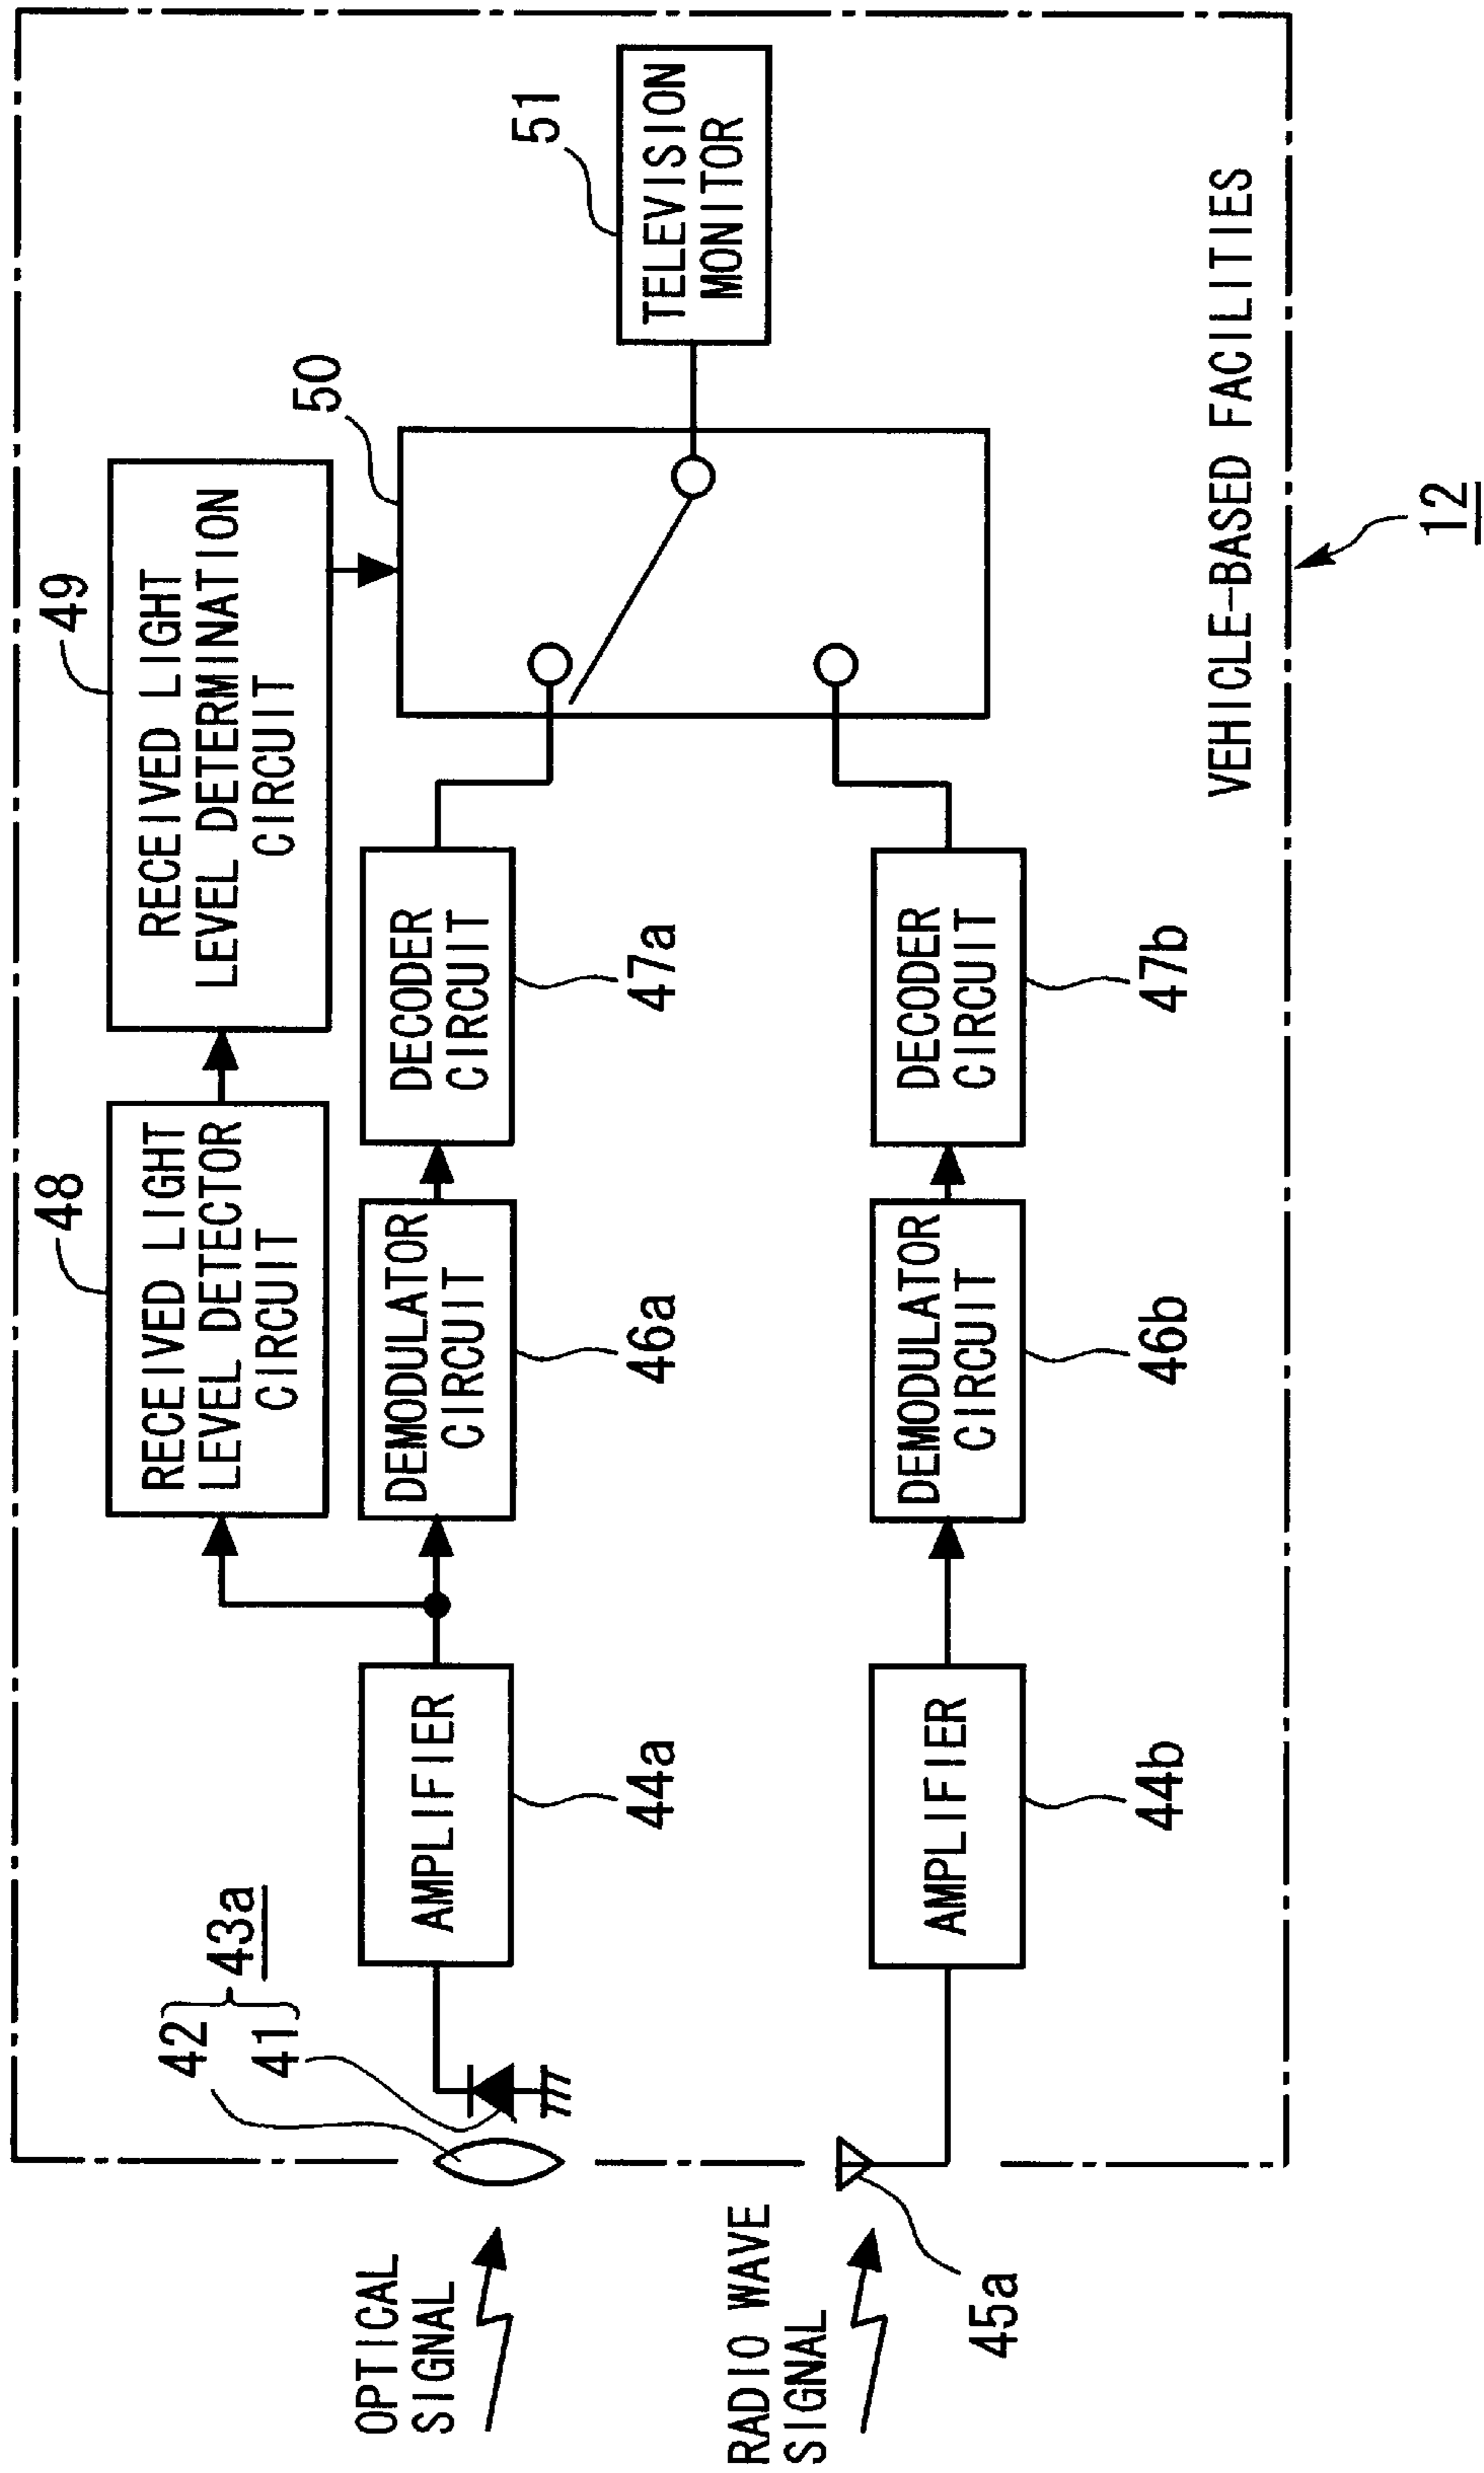 48
49
RECEIVED LIGHT
LEVEL DETECTOR
CIRCUIT
RECEIVED LIGHT
LEVEL DETERMINATION
CIRCUIT
50
51
42
41
43a
OPTICAL
SIGNAL
AMPLIFIER
DEMODULATOR
CIRCUIT
DECODER
CIRCUIT
TELEVISION
MONITOR
44a
46a
47a
RADIO WAVE
SIGNAL
AMPLIFIER
DEMODULATOR
CIRCUIT
DECODER
CIRCUIT
45a
44b
46b
47b
VEHICLE-BASED FACILITIES
12